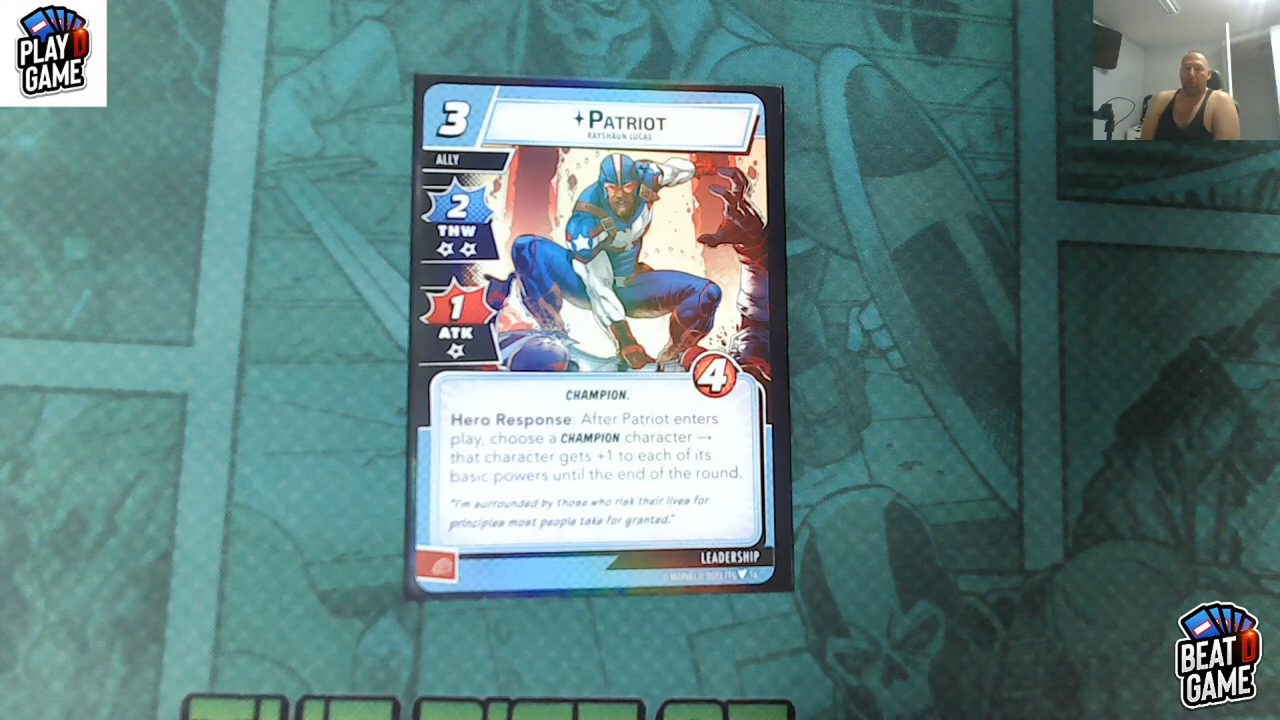 PLAY D
GAME
3
PATRIOT
RAYSHAUN LUCAS
ALLY
2
THW
1
ATK
4
CHAMPION.
Hero Response: After Patriot enters
play, choose a CHAMPION character →
that character gets +1 to each of its
basic powers until the end of the round.
"I'm surrounded by those who risk their lives for
principles most people take for granted."
LEADERSHIP
BEAT D
GAME